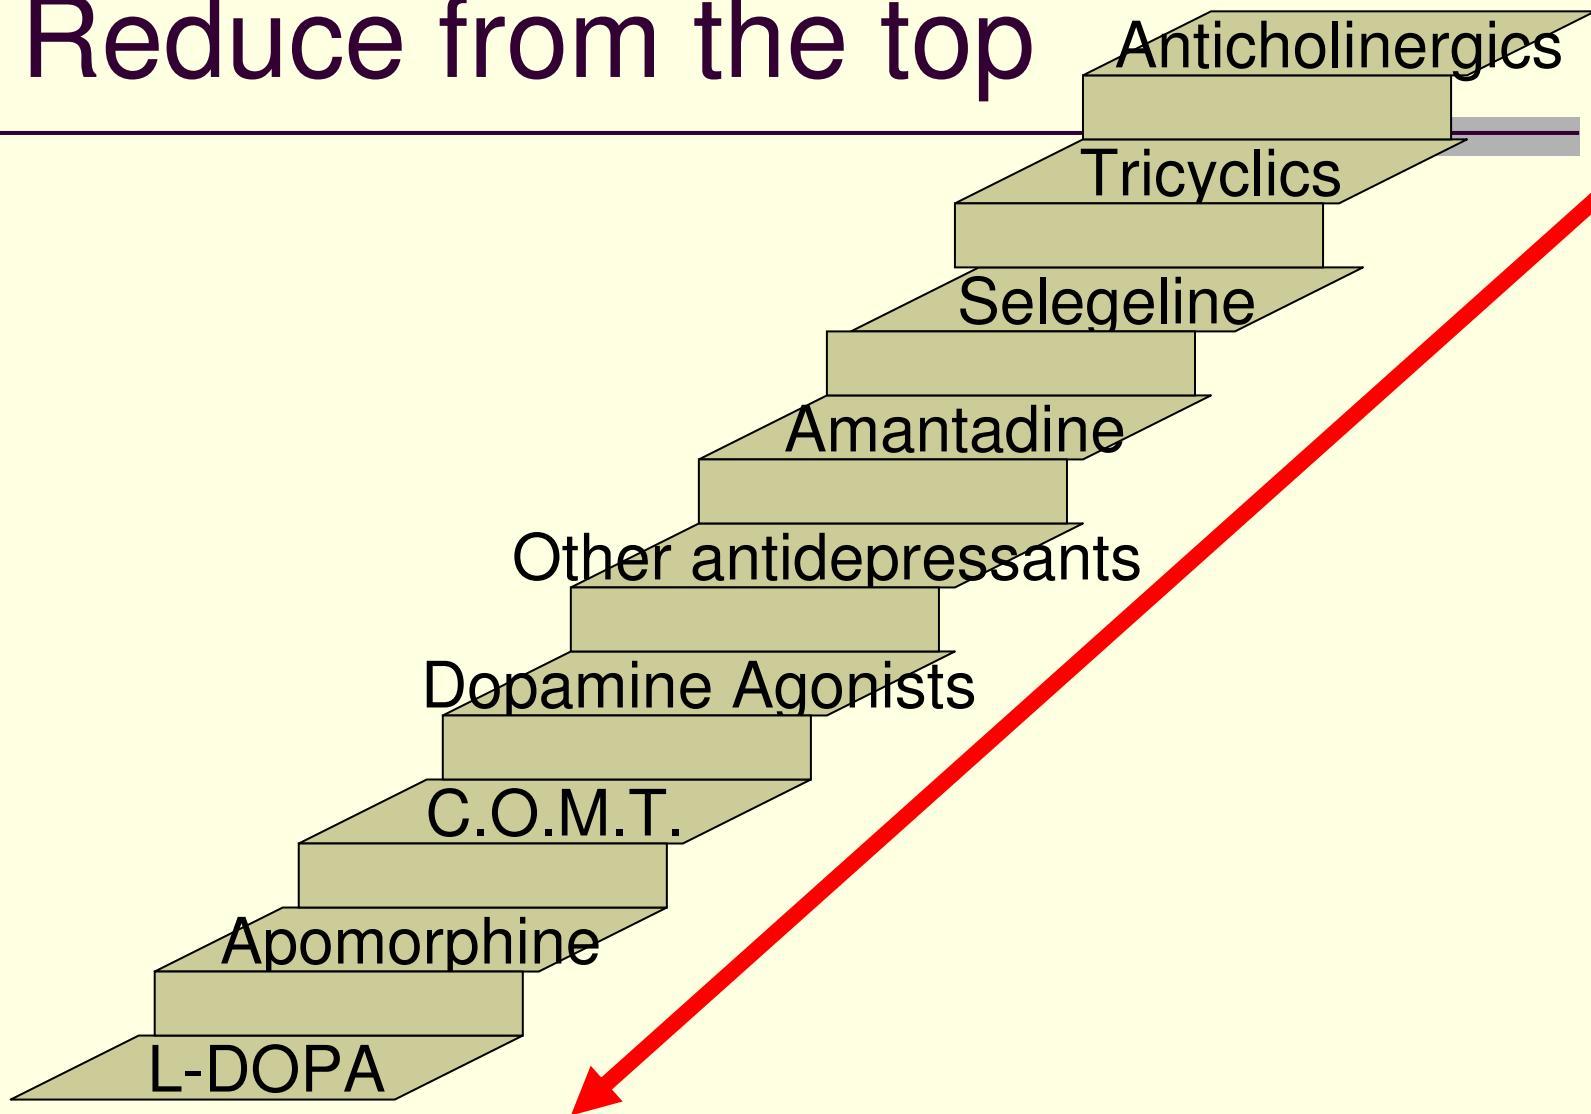 Reduce from the top
Anticholinergics
Tricyclics
Selegeline
Amantadine
Other antidepressants
Dopamine Agonists
C.O.M.T.
Apomorphine
L-DOPA